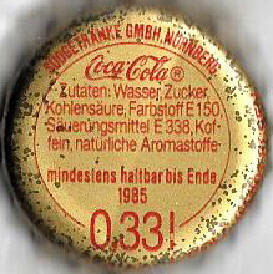 SÜDGETRÄNKE GMBH, NÜRNBERG
Coca-Cola®
Zutaten: Wasser, Zucker,
Kohlensäure, Farbstoff E 150,
Säuerungsmittel E 338, Kof-
fein, natürliche Aromastoffe
mindestens haltbar bis Ende
1985
0,33 l